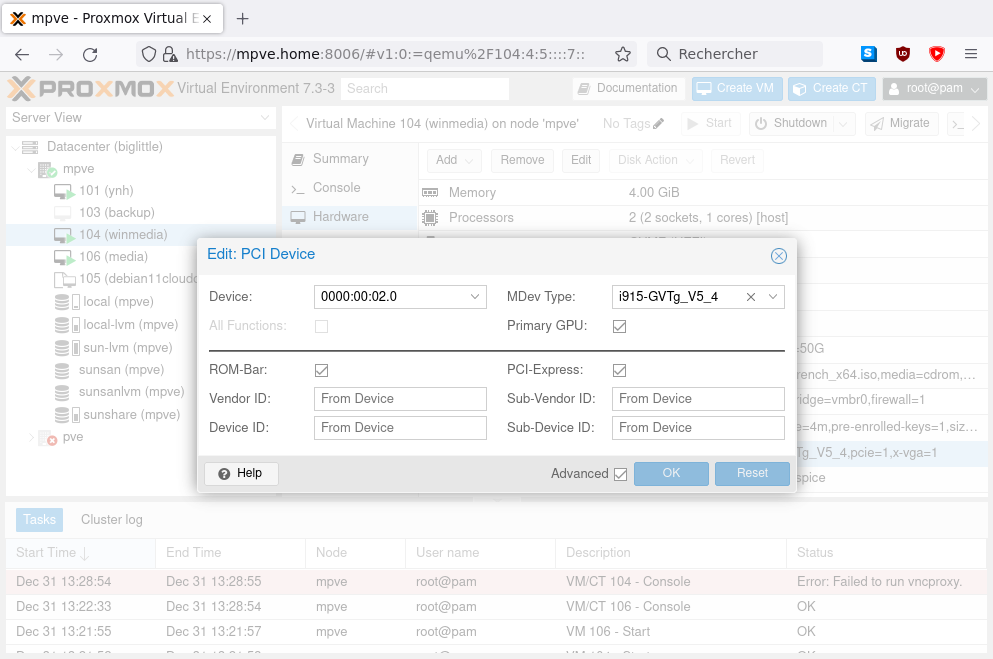 mpve - Proxmox Virtual E
https://mpve.home:8006/#v1:0:=qemu%2F104:4:5::::7::
Rechercher
PROXMOX Virtual Environment 7.3-3
Search
Documentation
Create VM
Create CT
root@pam
Server View
Virtual Machine 104 (winmedia) on node 'mpve'
No Tags
Start
Shutdown
Migrate
Datacenter (biglittle)
mpve
101 (ynh)
103 (backup)
104 (winmedia)
106 (media)
105 (debian11cloud
local (mpve)
local-lvm (mpve)
sun-lvm (mpve)
sunsan (mpve)
sunsanlvm (mpve)
sunshare (mpve)
pve
Summary
Console
Hardware
Add
Remove
Edit
Disk Action
Revert
Memory 4.00 GiB
Processors 2 (2 sockets, 1 cores) [host]
=50G
rench_x64.iso,media=cdrom,...
idge=vmbr0,firewall=1
e=4m,pre-enrolled-keys=1,siz...
Tg_V5_4,pcie=1,x-vga=1
spice
Edit: PCI Device
Device: 0000:00:02.0
MDev Type: i915-GVTg_V5_4
All Functions:
Primary GPU:
ROM-Bar:
PCI-Express:
Vendor ID: From Device
Sub-Vendor ID: From Device
Device ID: From Device
Sub-Device ID: From Device
Help
Advanced
OK
Reset
Tasks
Cluster log
Start Time End Time Node User name Description Status
Dec 31 13:28:54 Dec 31 13:28:55 mpve root@pam VM/CT 104 - Console Error: Failed to run vncproxy.
Dec 31 13:22:33 Dec 31 13:28:54 mpve root@pam VM/CT 106 - Console OK
Dec 31 13:21:55 Dec 31 13:21:57 mpve root@pam VM 106 - Start OK